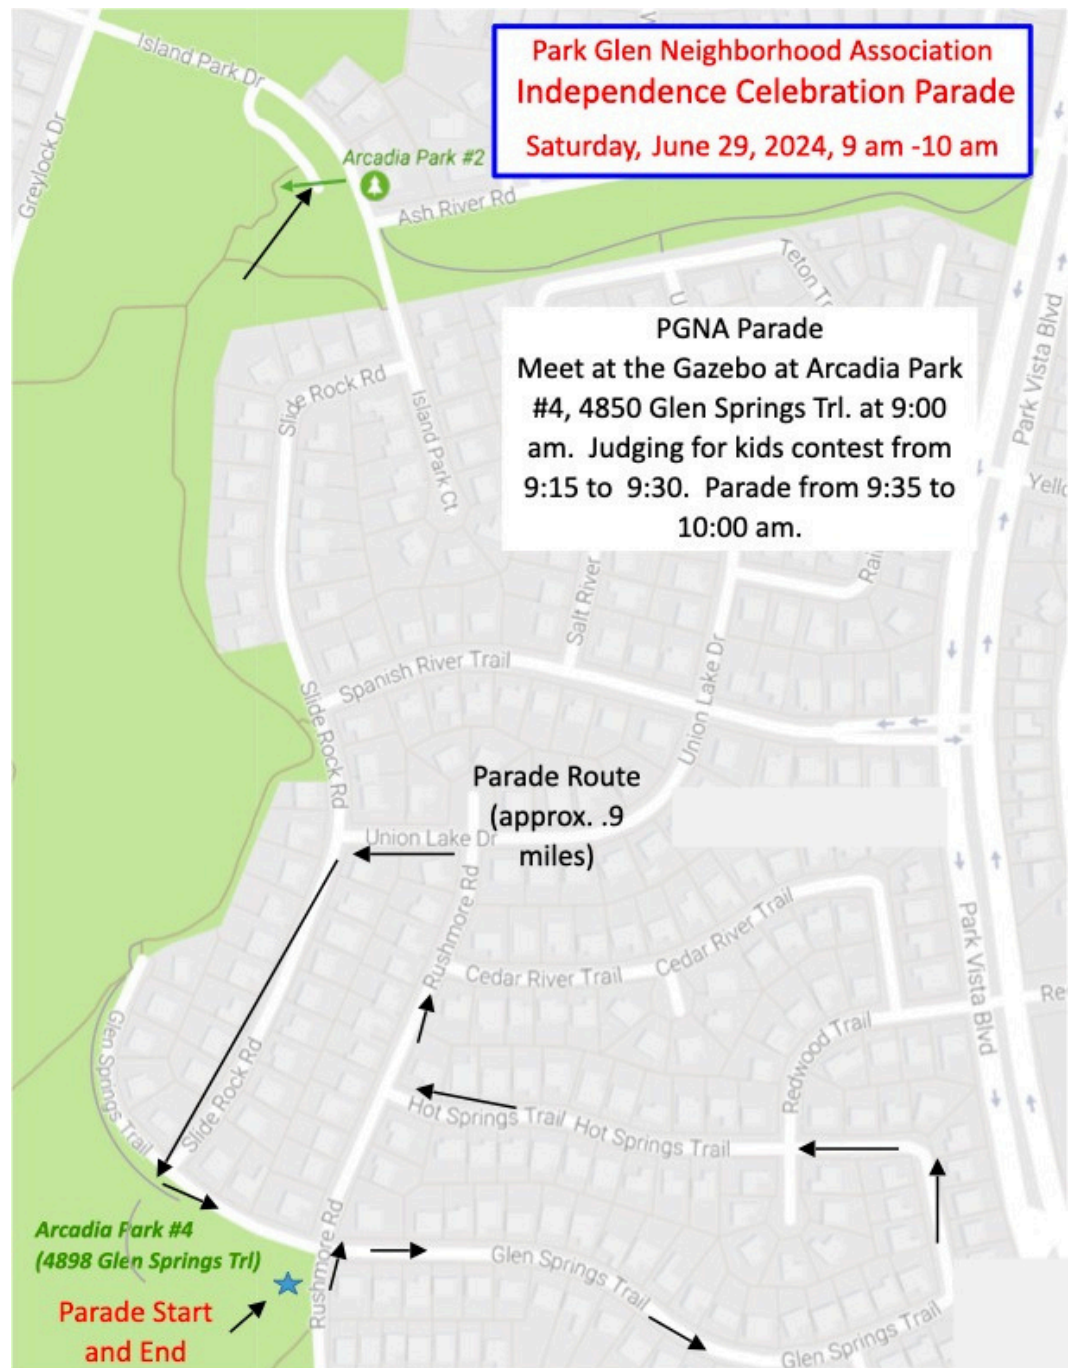 Park Glen Neighborhood Association
Independence Celebration Parade
Saturday, June 29, 2024, 9 am -10 am
Island Park Dr
Greylock Dr
Arcadia Park #2
Ash River Rd
Teton Tr
Park Vista Blvd
PGNA Parade
Meet at the Gazebo at Arcadia Park
#4, 4850 Glen Springs Trl. at 9:00
am. Judging for kids contest from
9:15 to 9:30. Parade from 9:35 to
10:00 am.
Slide Rock Rd
Island Park Ct
Yello
Rai
Salt River
Spanish River Trail
Slide Rock Rd
Union Lake Dr
Parade Route
(approx. .9
miles)
Union Lake Dr
Rushmore Rd
Cedar River Trail
Cedar River Trail
Park Vista Blvd
Re
Redwood Trail
Glen Springs Trail
Slide Rock Rd
Hot Springs Trail
Hot Springs Trail
Arcadia Park #4
(4898 Glen Springs Trl)
Rushmore Rd
Glen Springs Trail
Parade Start
and End
Glen Springs Trail